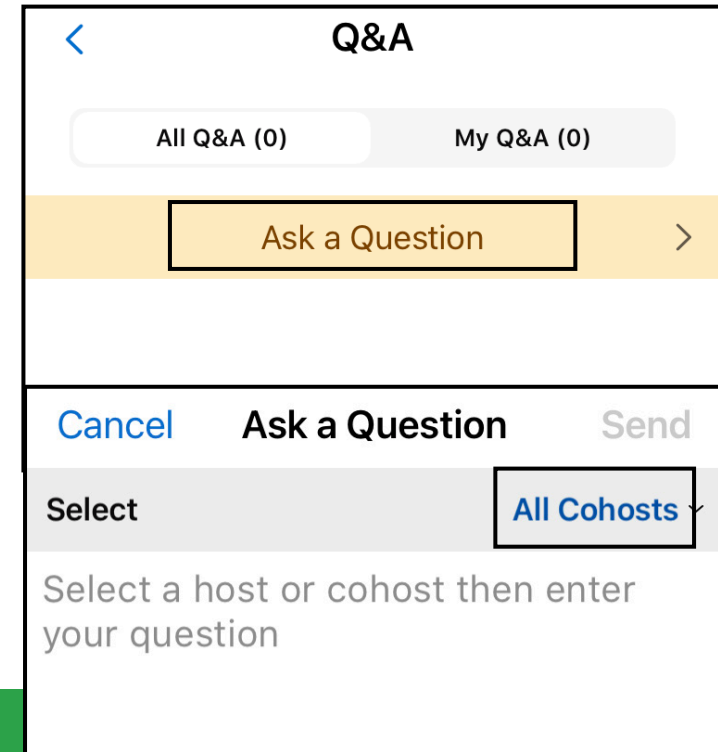 Q&A
All Q&A (0) My Q&A (0)
Ask a Question
Cancel Ask a Question Send
Select All Cohosts
Select a host or cohost then enter
your question